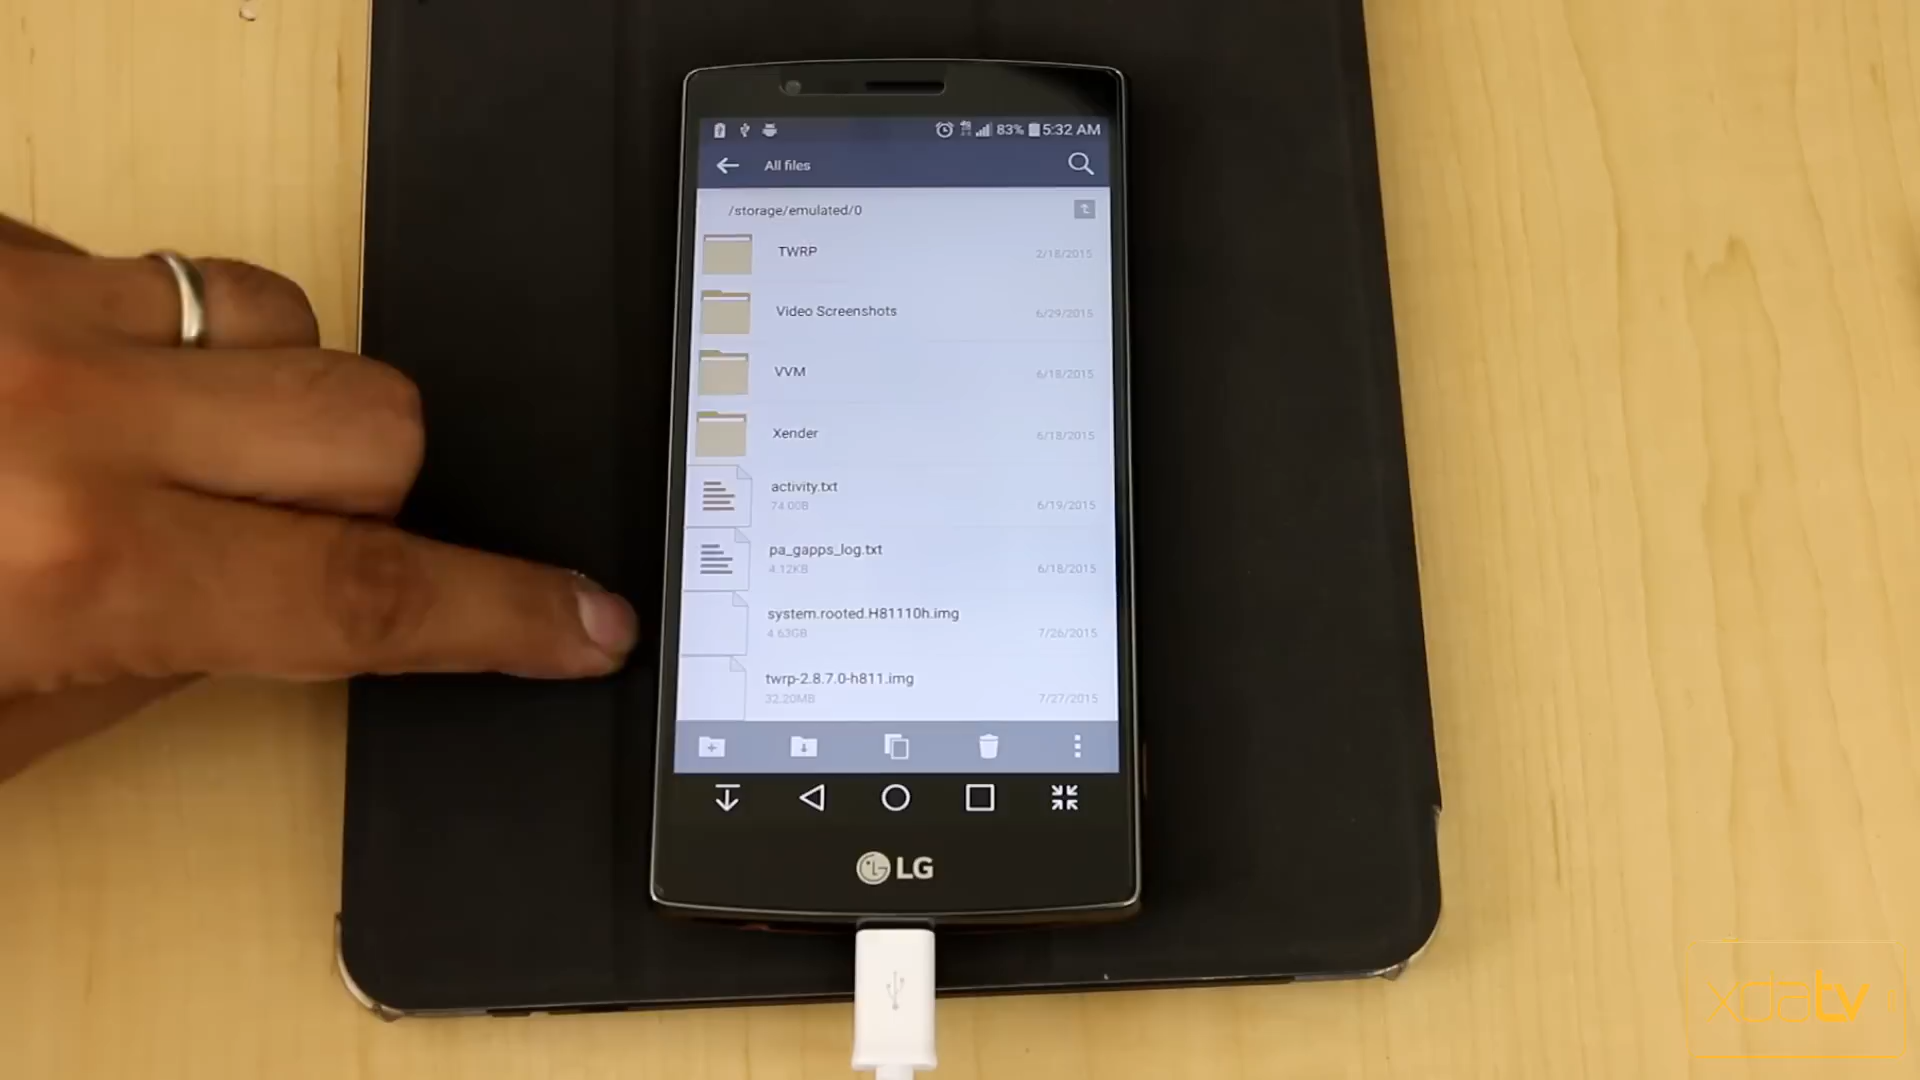 83% 5:32 AM
All files
/storage/emulated/0
TWRP 2/18/2015
Video Screenshots 6/29/2015
VVM 6/18/2015
Xender 6/18/2015
activity.txt
74.00B 6/19/2015
pa_gapps_log.txt
4.12KB 6/18/2015
system.rooted.H81110h.img
4.63GB 7/26/2015
twrp-2.8.7.0-h811.img
32.20MB 7/27/2015
LG
xdatv